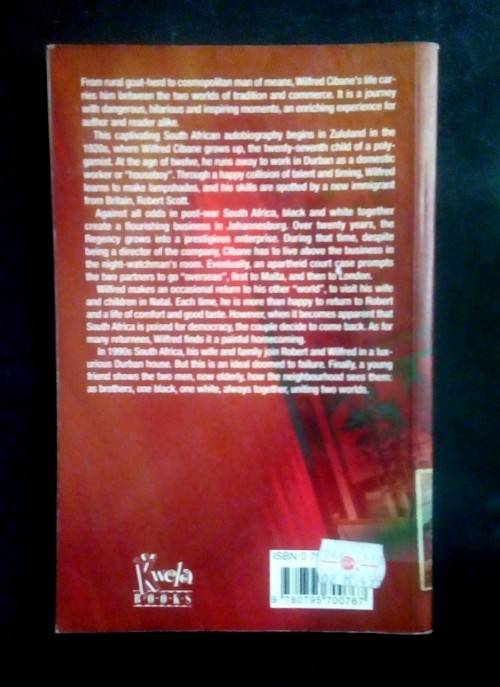 From rural goat-herd to cosmopolitan man of means, Wilfred Cibane's life car-
ries him between the two worlds of tradition and commerce. It is a journey
with dangerous, hilarious and inspiring moments, an enriching experience for
author and reader alike.
This captivating South African autobiography begins in Zululand in the
1920s, where Wilfred Cibane grows up, the twenty-seventh child of a poly-
gamist. At the age of twelve, he runs away to work in Durban as a domestic
worker or "houseboy". Through a happy collision of talent and timing, Wilfred
learns to make lampshades, and his skills are spotted by a new immigrant
from Britain, Robert Scott.
Against all odds in post-war South Africa, black and white together
create a flourishing business in Johannesburg. Over twenty years, the
Regency grows into a prestigious enterprise. During that time, despite
being a director of the company, Cibane has to live above the business in
the night-watchman's room. Eventually, an apartheid court case prompts
the two partners to go "overseas", first to Malta, and then to London.
Wilfred makes an occasional return to his other "world", to visit his wife
and children in Natal. Each time, he is more than happy to return to Robert
and a life of comfort and good taste. However, when it becomes apparent that
South Africa is poised for democracy, the couple decide to come back. As for
many returnees, Wilfred finds it a painful homecoming.
In 1990s South Africa, his wife and family join Robert and Wilfred in a lux-
urious Durban house. But this is an ideal doomed to failure. Finally, a young
friend shows the two men, now elderly, how the neighbourhood sees them:
as brothers, one black, one white, always together, uniting two worlds.
Kwela
BOOKS
ISBN 0 79
9 780795 700767